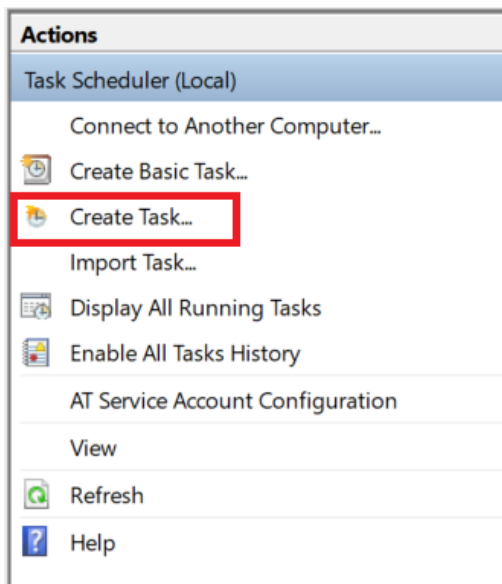 Actions
Task Scheduler (Local)
Connect to Another Computer...
Create Basic Task...
Create Task...
Import Task...
Display All Running Tasks
Enable All Tasks History
AT Service Account Configuration
View
Refresh
Help